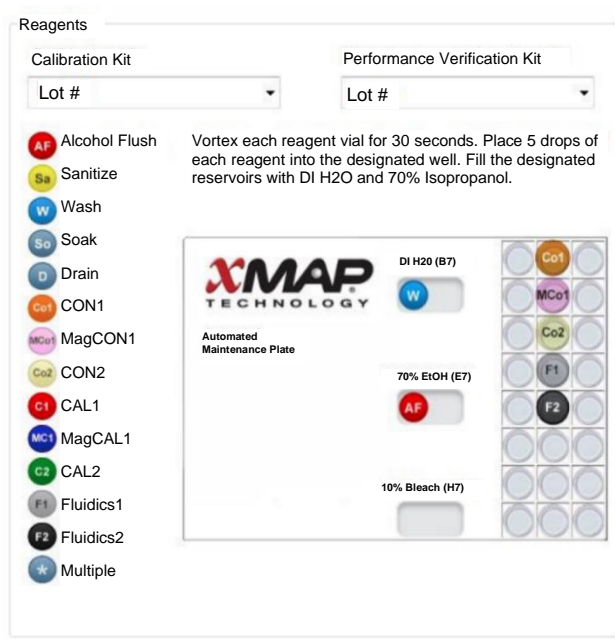 Reagents
Calibration Kit
Performance Verification Kit
Lot #
Lot #
AF Alcohol Flush
Sa Sanitize
W Wash
So Soak
D Drain
Co1 CON1
MCo1 MagCON1
Co2 CON2
C1 CAL1
MC1 MagCAL1
C2 CAL2
F1 Fluidics1
F2 Fluidics2
* Multiple
Vortex each reagent vial for 30 seconds. Place 5 drops of
each reagent into the designated well. Fill the designated
reservoirs with DI H2O and 70% Isopropanol.
xMAP
TECHNOLOGY
Automated
Maintenance Plate
DI H20 (B7)
W
70% EtOH (E7)
AF
10% Bleach (H7)
Co1
MCo1
Co2
F1
F2